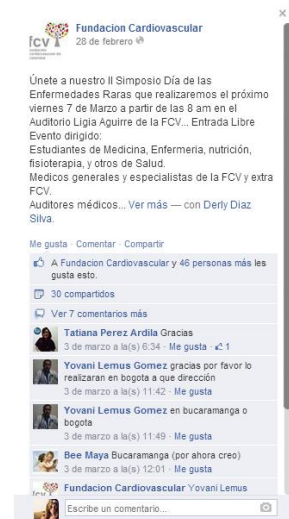 Fundacion Cardiovascular
28 de febrero
fcv
Únete a nuestro II Simposio Día de las
Enfermedades Raras que realizaremos el próximo
viernes 7 de Marzo a partir de las 8 am en el
Auditorio Ligia Aguirre de la FCV... Entrada Libre
Evento dirigido:
Estudiantes de Medicina, Enfermeria, nutrición,
fisioterapia, y otros de Salud.
Medicos generales y especialistas de la FCV y extra
FCV.
Auditores médicos... Ver más — con Derly Diaz
Silva.
Me gusta · Comentar · Compartir
A Fundacion Cardiovascular y 46 personas más les
gusta esto.
30 compartidos
Ver 7 comentarios más
Tatiana Perez Ardila Gracias
3 de marzo a la(s) 6:34 · Me gusta · 1
Yovani Lemus Gomez gracias por favor lo
realizaran en bogota a que dirección
3 de marzo a la(s) 11:42 · Me gusta
Yovani Lemus Gomez en bucaramanga o
bogota
3 de marzo a la(s) 11:49 · Me gusta
Bee Maya Bucaramanga (por ahora creo)
3 de marzo a la(s) 12:01 · Me gusta
Fundacion Cardiovascular Yovani Lemus
Escribe un comentario...